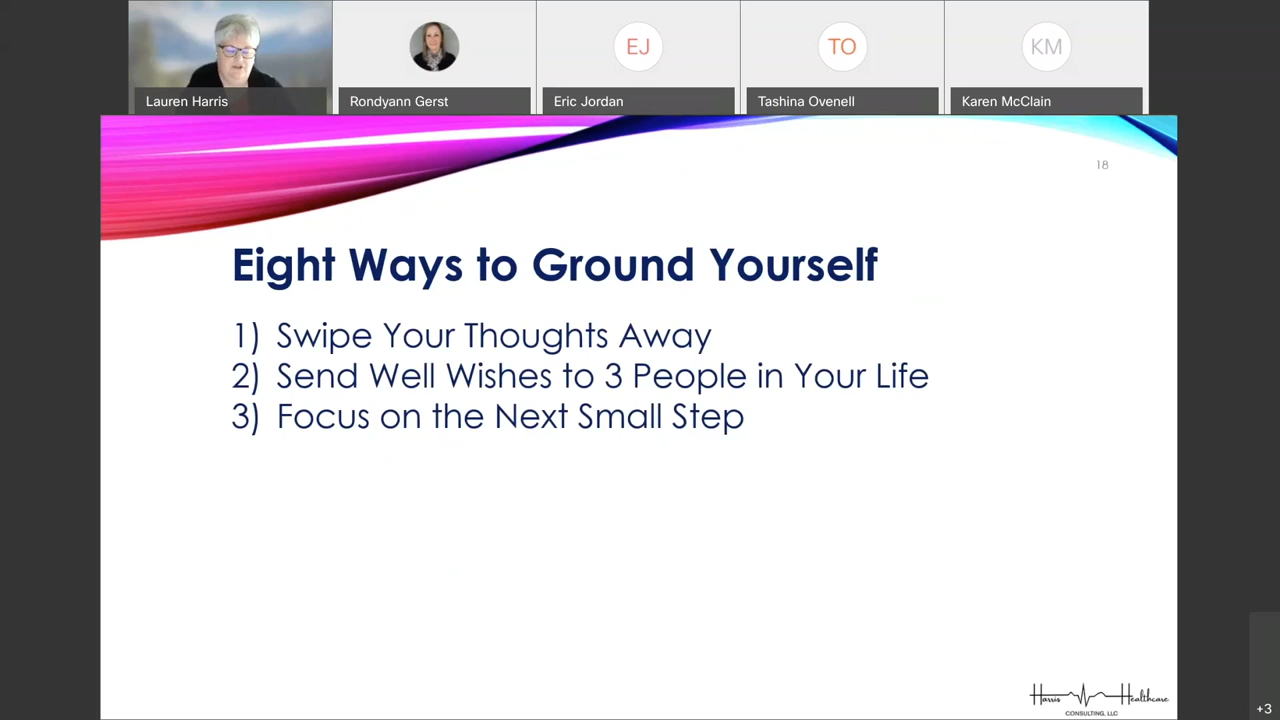 EJ
TO
KM
Lauren Harris
Rondyann Gerst
Eric Jordan
Tashina Ovenell
Karen McClain
18
Eight Ways to Ground Yourself
1) Swipe Your Thoughts Away
2) Send Well Wishes to 3 People in Your Life
3) Focus on the Next Small Step
Harris Healthcare
CONSULTING, LLC
+3